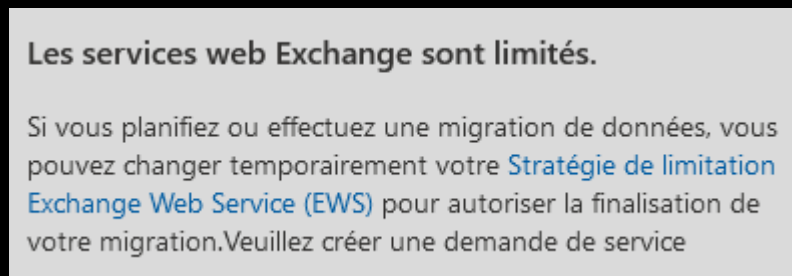 Les services web Exchange sont limités.
Si vous planifiez ou effectuez une migration de données, vous
pouvez changer temporairement votre Stratégie de limitation
Exchange Web Service (EWS) pour autoriser la finalisation de
votre migration.Veuillez créer une demande de service